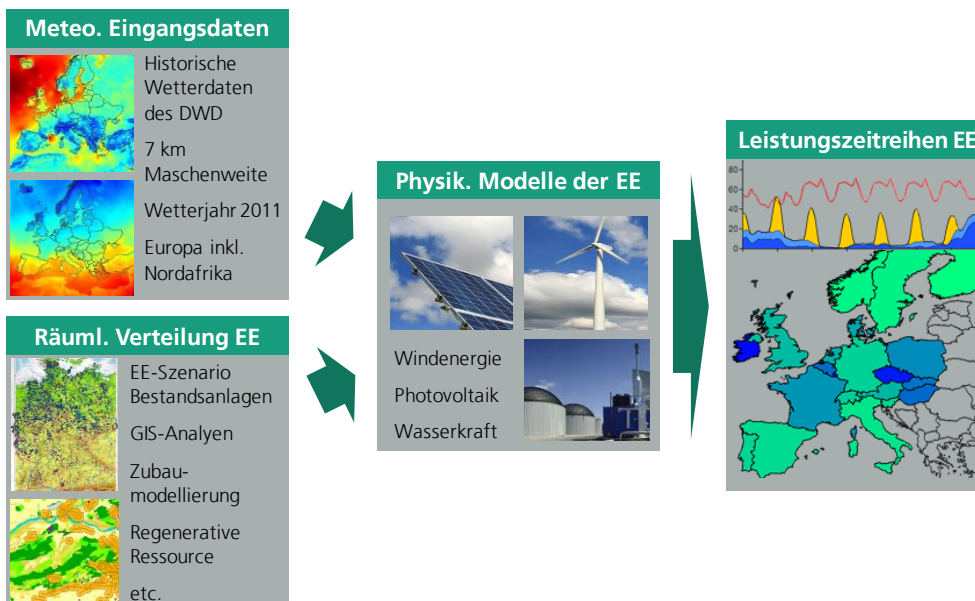 Meteo. Eingangsdaten
Historische
Wetterdaten
des DWD
7 km
Maschenweite
Wetterjahr 2011
Europa inkl.
Nordafrika
Räuml. Verteilung EE
EE-Szenario
Bestandsanlagen
GIS-Analyen
Zubau-
modellierung
Regenerative
Ressource
etc.
Physik. Modelle der EE
Windenergie
Photovoltaik
Wasserkraft
Leistungszeitreihen EE
80
60
40
20
0